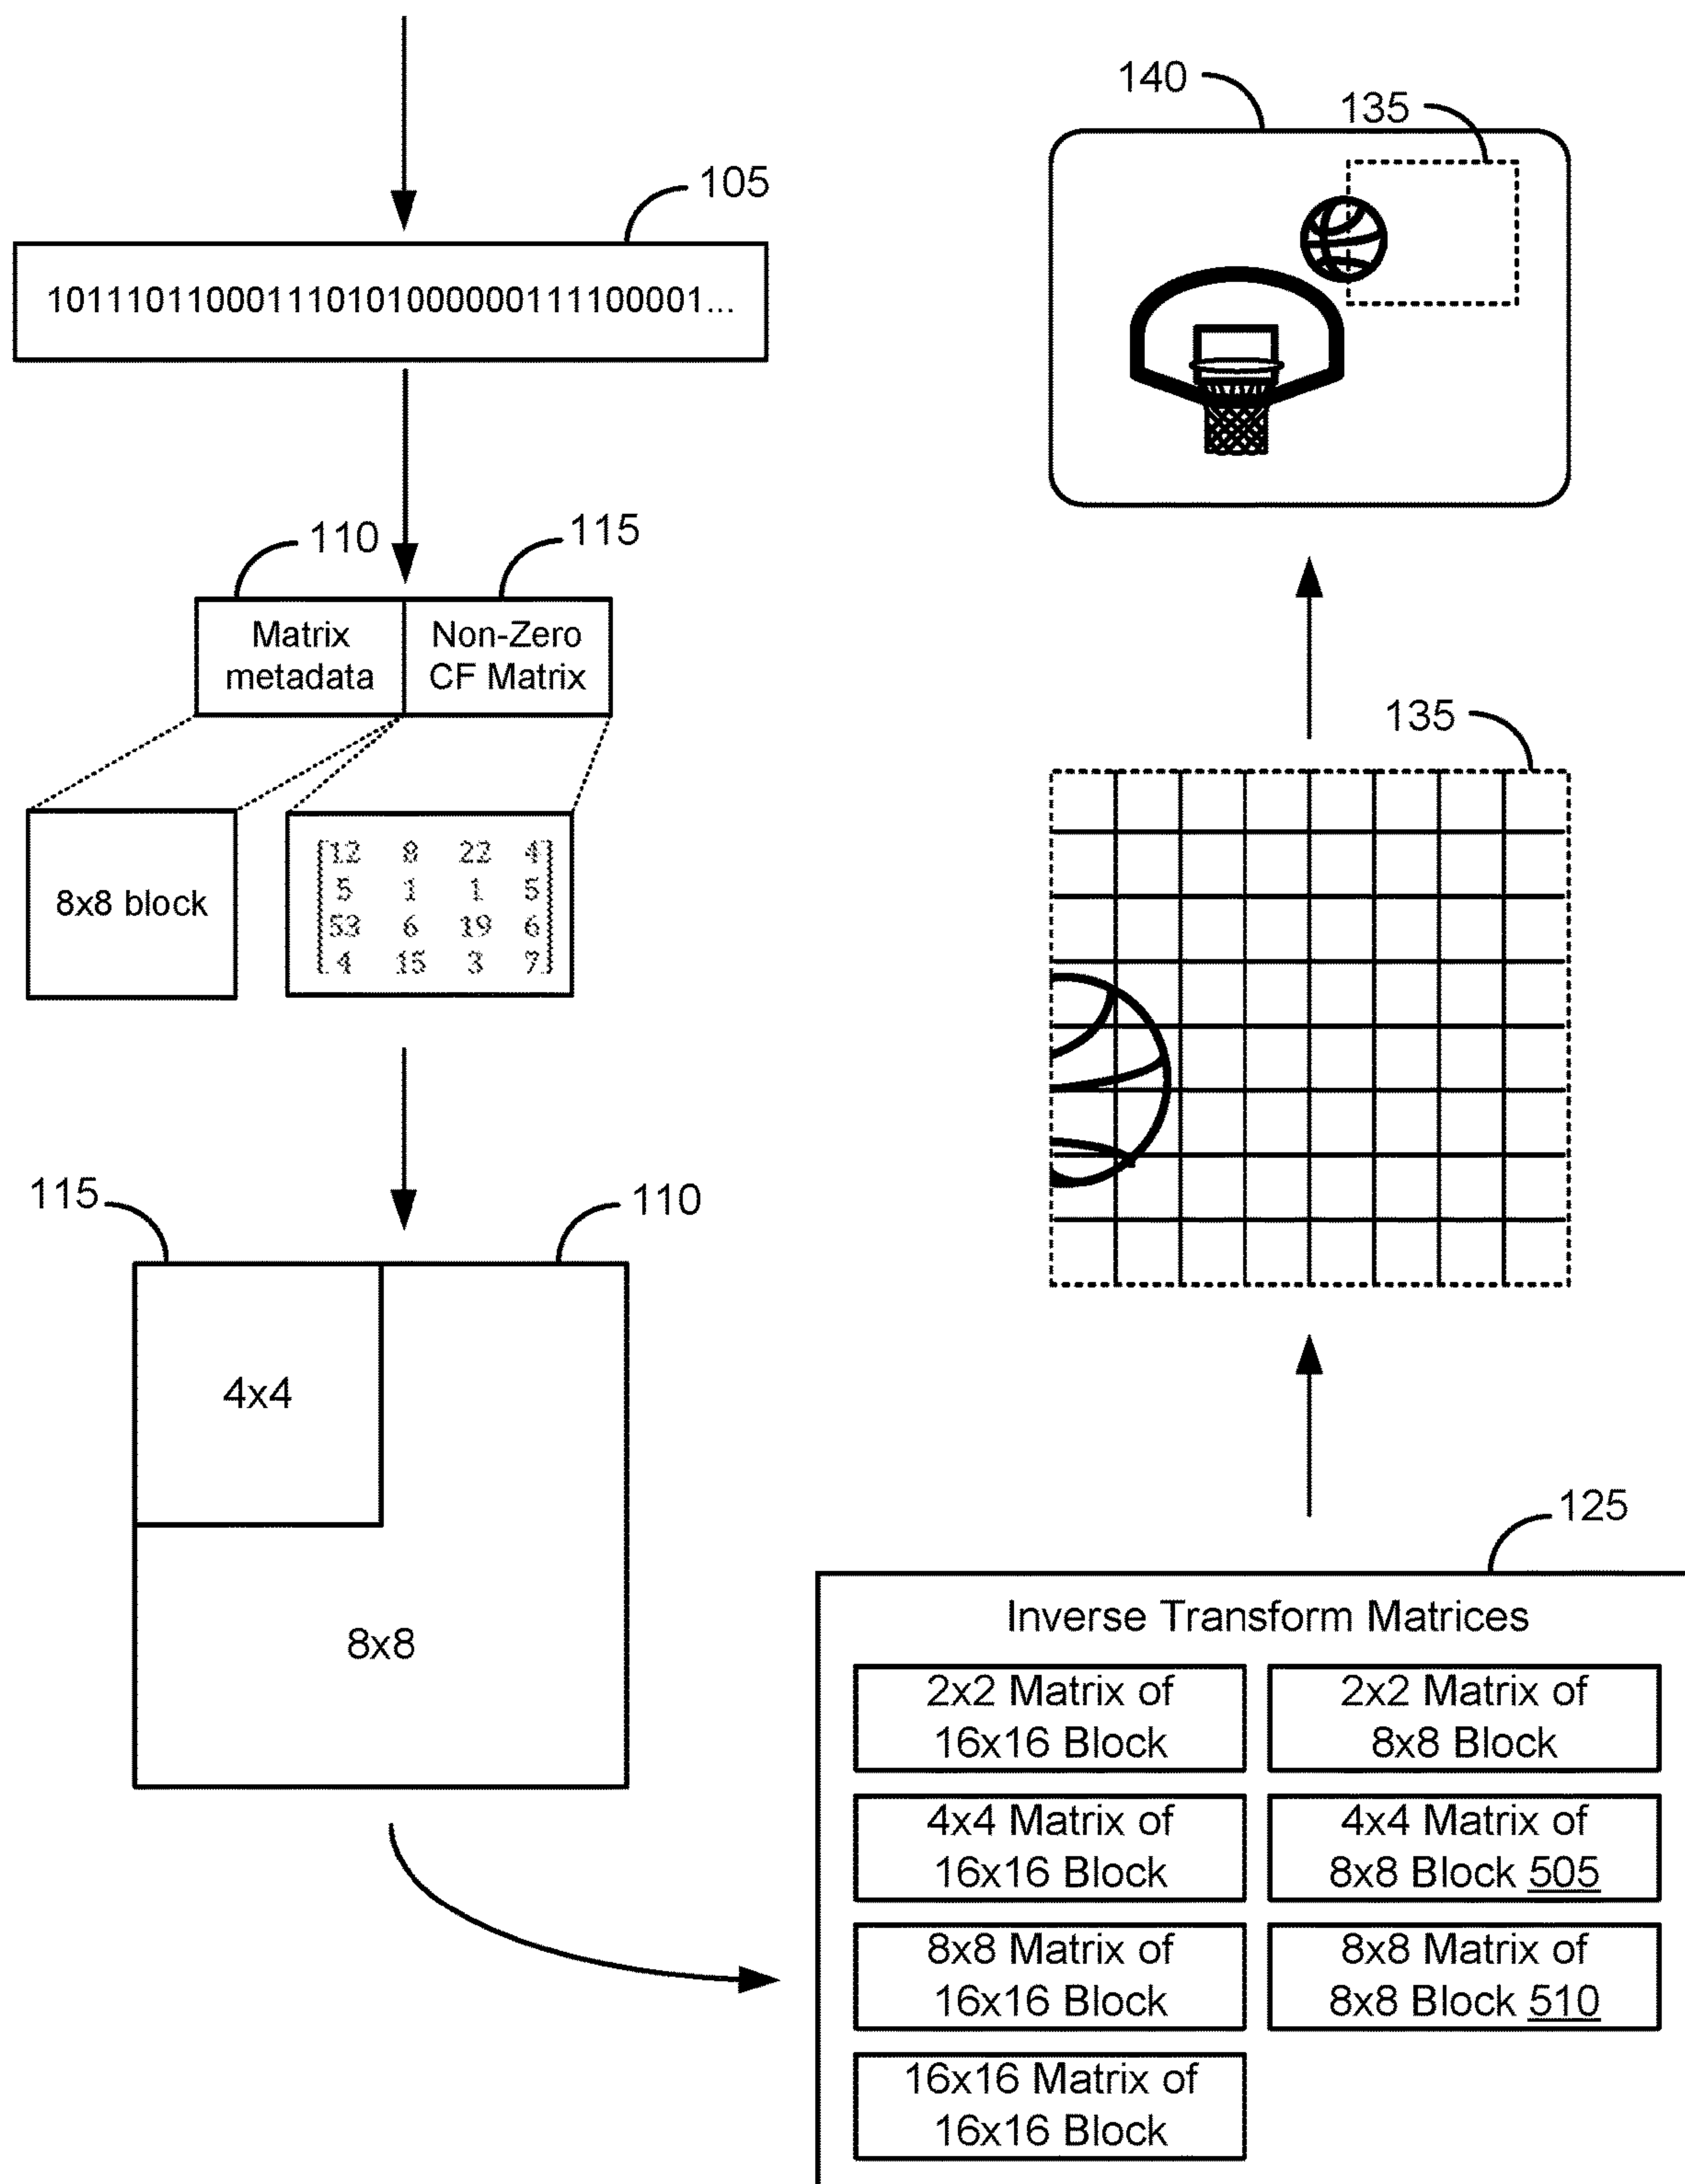 105
101110110001110101000000111100001...
110
115
Matrix
metadata
Non-Zero
CF Matrix
8x8 block
12 8 22 4
5 1 1 5
53 6 19 6
4 15 3 7
115
110
4x4
8x8
140
135
135
125
Inverse Transform Matrices
2x2 Matrix of
16x16 Block
2x2 Matrix of
8x8 Block
4x4 Matrix of
16x16 Block
4x4 Matrix of
8x8 Block 505
8x8 Matrix of
16x16 Block
8x8 Matrix of
8x8 Block 510
16x16 Matrix of
16x16 Block